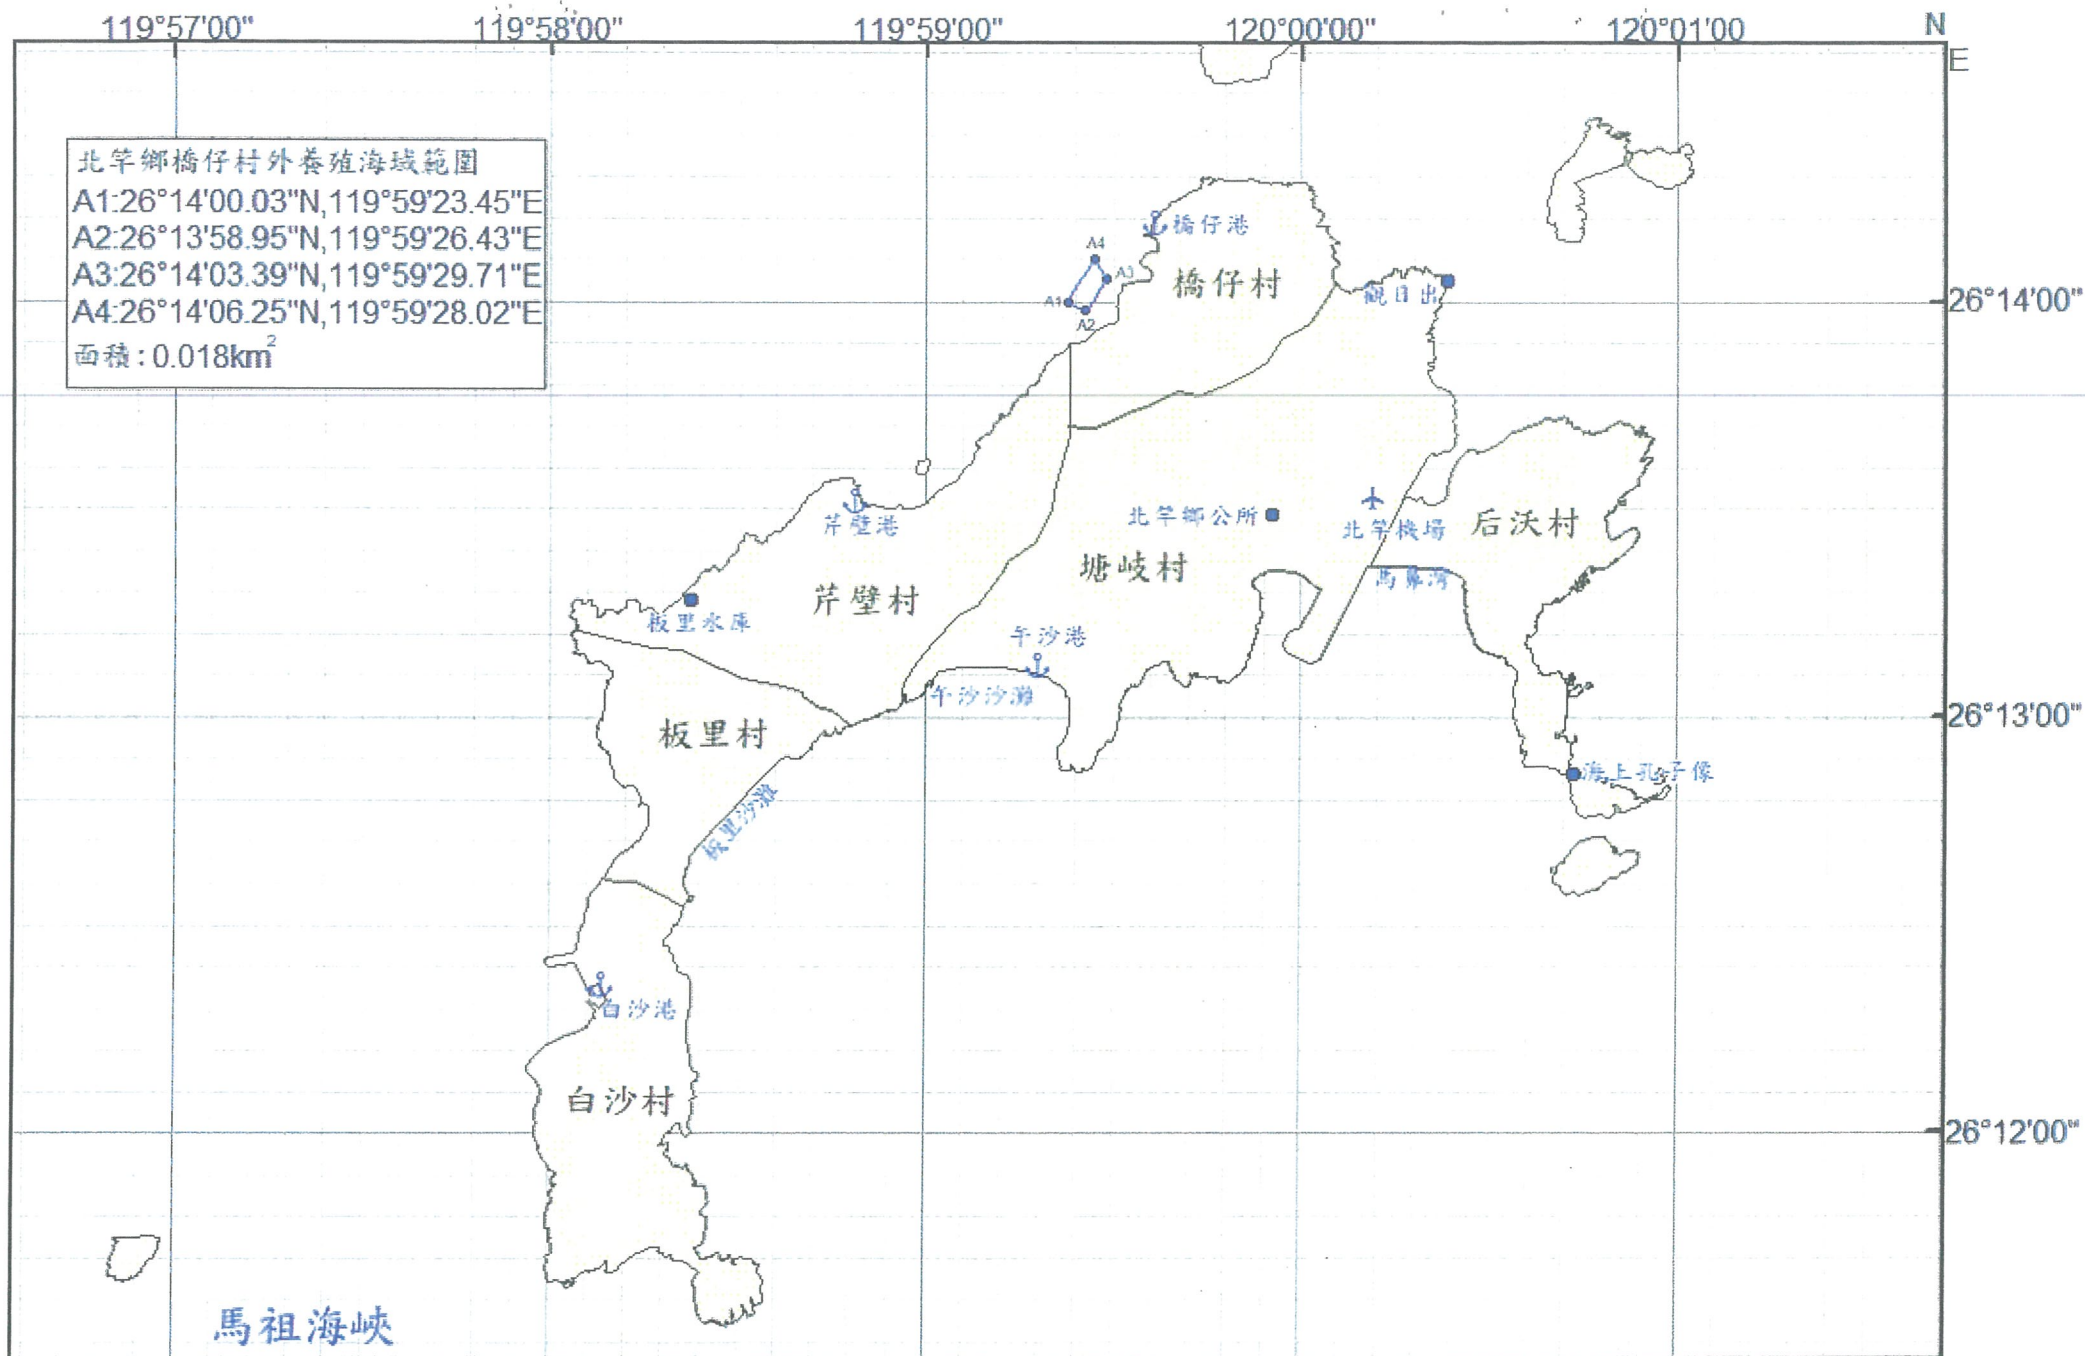 119°57'00" 119°58'00" 119°59'00" 120°00'00" 120°01'00 N
E
北竿鄉橋仔村外養殖海域範圍
A1:26°14'00.03"N,119°59'23.45"E
A2:26°13'58.95"N,119°59'26.43"E
A3:26°14'03.39"N,119°59'29.71"E
A4:26°14'06.25"N,119°59'28.02"E
面積:0.018km²
橋仔港
A4
A3
橋仔村
觀日出
A1
26°14'00"
A2
芹壁港
北竿鄉公所
北竿機場
后沃村
塘岐村
馬鼻灣
芹壁村
板里水庫
午沙港
午沙沙灘
26°13'00"
板里村
海上孔子像
板里沙灘
白沙港
白沙村
26°12'00"
馬祖海峽